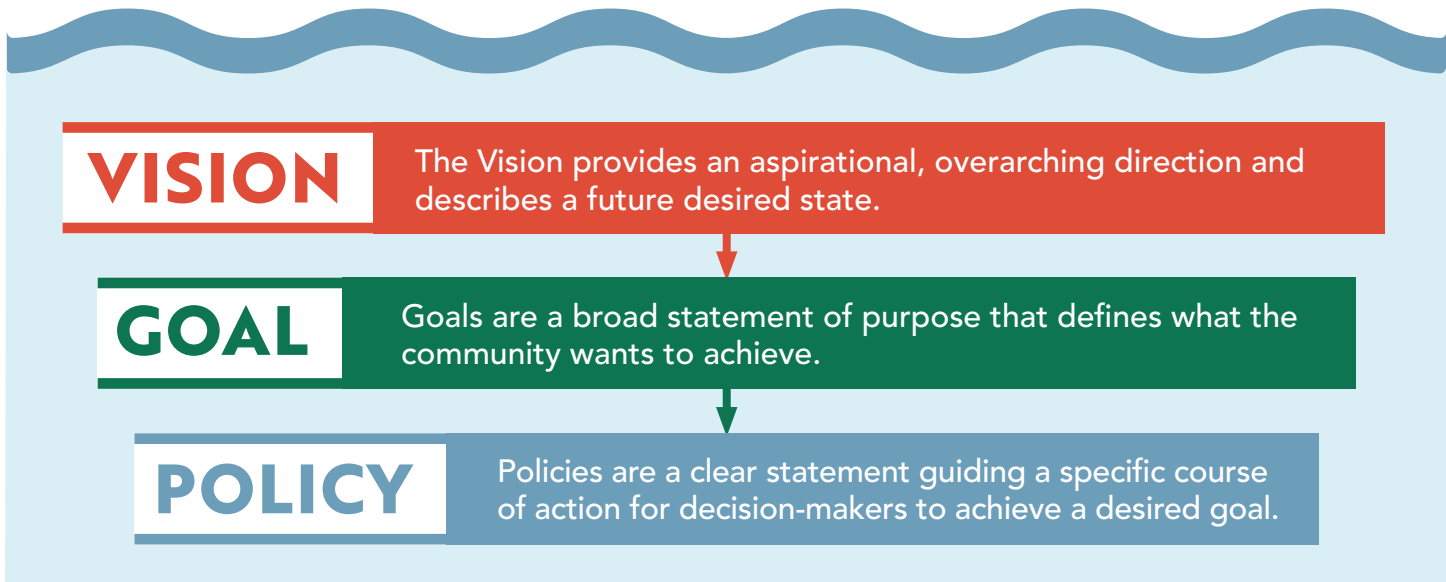 VISION
The Vision provides an aspirational, overarching direction and
describes a future desired state.
GOAL
Goals are a broad statement of purpose that defines what the
community wants to achieve.
POLICY
Policies are a clear statement guiding a specific course
of action for decision-makers to achieve a desired goal.